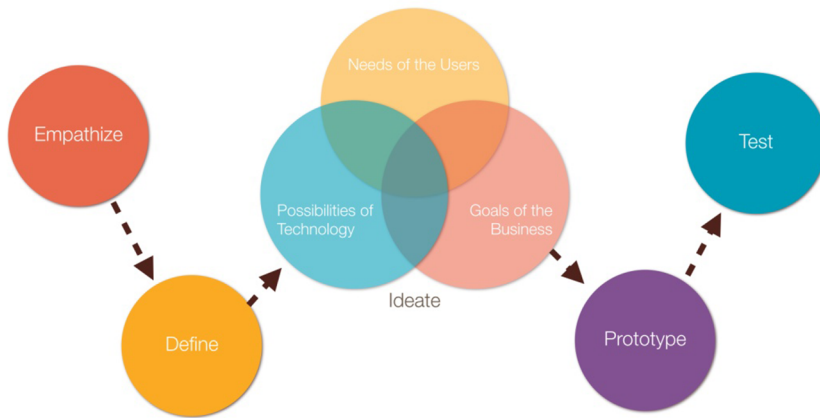 Empathize
Define
Needs of the Users
Possibilities of
Technology
Goals of the
Business
Ideate
Prototype
Test